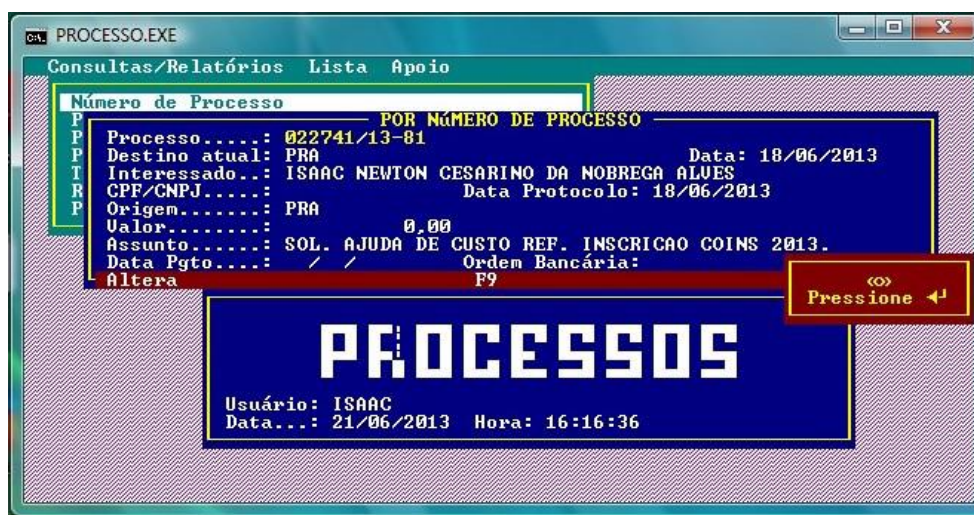 PROCESSO.EXE
Consultas/Relatórios Lista Apoio
Número de Processo
POR NúMERO DE PROCESSO
P
Processo.....: 022741/13-81
P
Destino atual: PRA Data: 18/06/2013
P
Interessado..: ISAAC NEWTON CESARINO DA NOBREGA ALVES
T
CPF/CNPJ.....: Data Protocolo: 18/06/2013
R
Origem.......: PRA
P
Valor........: 0,00
Assunto......: SOL. AJUDA DE CUSTO REF. INSCRICAO COINS 2013.
Data Pgto....: / / Ordem Bancária:
Altera F9
<O>
Pressione
PROCESSOS
Usuário: ISAAC
Data...: 21/06/2013 Hora: 16:16:36